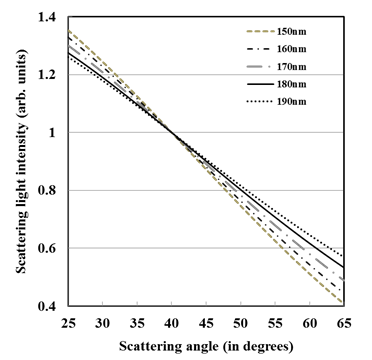 1.4
1.2
1
0.8
0.6
0.4
Scattering light intensity (arb. units)
150nm
160nm
170nm
180nm
190nm
25 30 35 40 45 50 55 60 65
Scattering angle (in degrees)